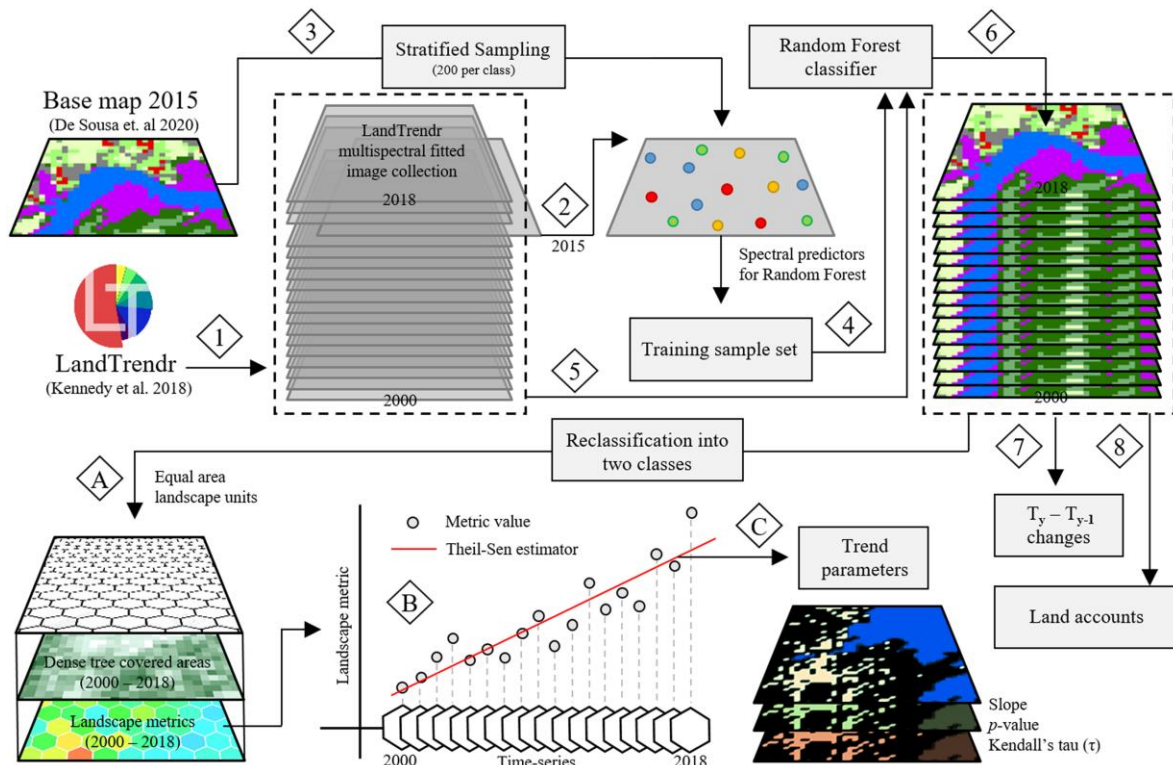 3
Stratified Sampling
(200 per class)
Random Forest
classifier
6
Base map 2015
(De Sousa et. al 2020)
LandTrendr
multispectral fitted
image collection
2018
2
2015
2018
Spectral predictors
for Random Forest
LT
LandTrendr
(Kennedy et al. 2018)
1
Training sample set
4
5
2000
2000
Reclassification into
two classes
7
8
A
Equal area
landscape units
Metric value
Theil-Sen estimator
C
Trend
parameters
T_y – T_y-1
changes
B
Landscape metric
Land accounts
Dense tree covered areas
(2000 – 2018)
Landscape metrics
(2000 – 2018)
Slope
p-value
Kendall's tau (τ)
2000
Time-series
2018